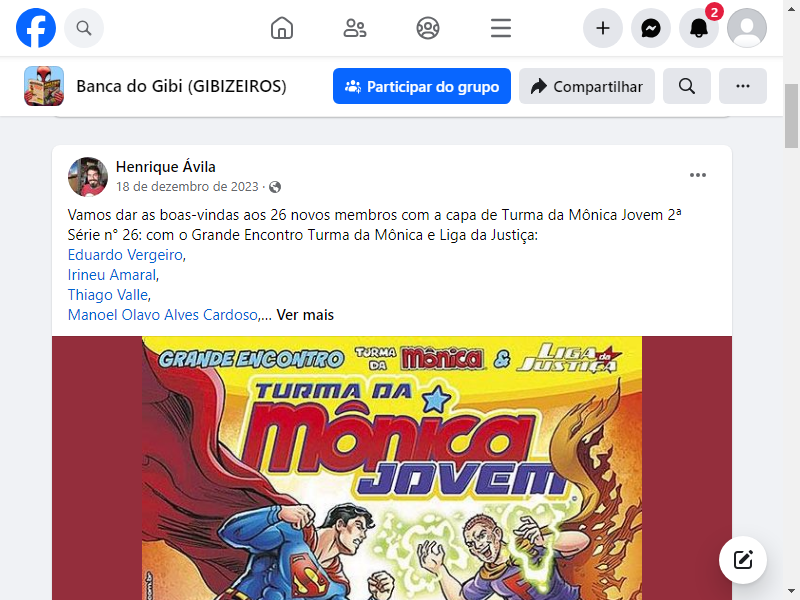 2
Banca do Gibi (GIBIZEIROS)
Participar do grupo
Compartilhar
Henrique Ávila
18 de dezembro de 2023 ·
Vamos dar as boas-vindas aos 26 novos membros com a capa de Turma da Mônica Jovem 2ª
Série n° 26: com o Grande Encontro Turma da Mônica e Liga da Justiça:
Eduardo Vergeiro,
Irineu Amaral,
Thiago Valle,
Manoel Olavo Alves Cardoso,... Ver mais
GRANDE ENCONTRO TURMA DA MÔNICA & LIGA da JUSTIÇA
TURMA DA
MÔNICA
JOVEM